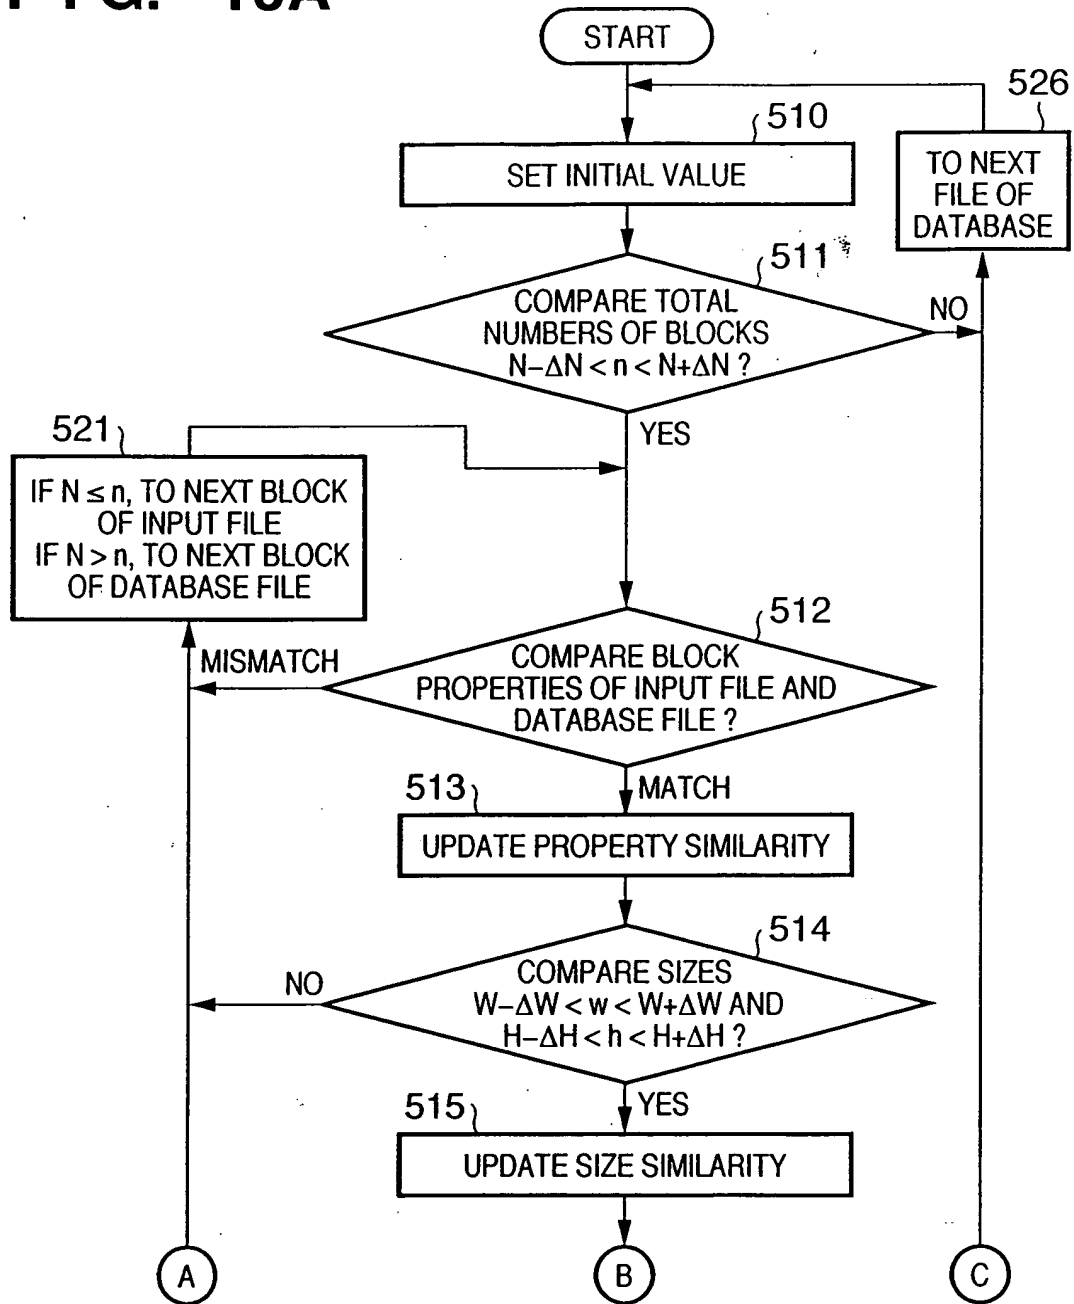 START
526
510
SET INITIAL VALUE
TO NEXT
FILE OF
DATABASE
511
COMPARE TOTAL
NUMBERS OF BLOCKS
N−ΔN < n < N+ΔN ?
NO
YES
521
IF N ≤ n, TO NEXT BLOCK
OF INPUT FILE
IF N > n, TO NEXT BLOCK
OF DATABASE FILE
512
COMPARE BLOCK
PROPERTIES OF INPUT FILE AND
DATABASE FILE ?
MISMATCH
MATCH
513
UPDATE PROPERTY SIMILARITY
514
COMPARE SIZES
W−ΔW < w < W+ΔW AND
H−ΔH < h < H+ΔH ?
NO
YES
515
UPDATE SIZE SIMILARITY
A
B
C